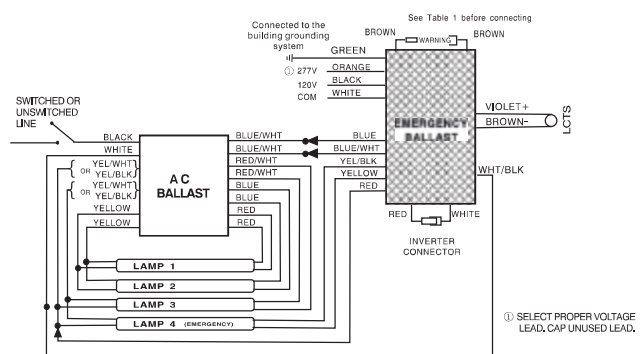 See Table 1 before connecting
Connected to the
building grounding
system
BROWN
WARNING
BROWN
GREEN
① 277V
ORANGE
120V
BLACK
COM
WHITE
SWITCHED OR
UNSWITCHED
LINE
BLACK
WHITE
YEL/WHT
OR
YEL/BLK
YEL/WHT
OR
YEL/BLK
YELLOW
YELLOW
AC
BALLAST
BLUE/WHT
BLUE/WHT
RED/WHT
RED/WHT
BLUE
BLUE
RED
RED
BLUE
BLUE/WHT
YEL/BLK
YELLOW
RED
EMERGENCY
BALLAST
VIOLET+
BROWN-
LCTS
WHT/BLK
RED
WHITE
INVERTER
CONNECTOR
LAMP 1
LAMP 2
LAMP 3
LAMP 4 (EMERGENCY)
① SELECT PROPER VOLTAGE
LEAD. CAP UNUSED LEAD.